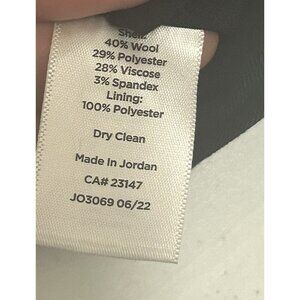 Shell:
40% Wool
29% Polyester
28% Viscose
3% Spandex
Lining:
100% Polyester
Dry Clean
Made In Jordan
CA# 23147
JO3069 06/22